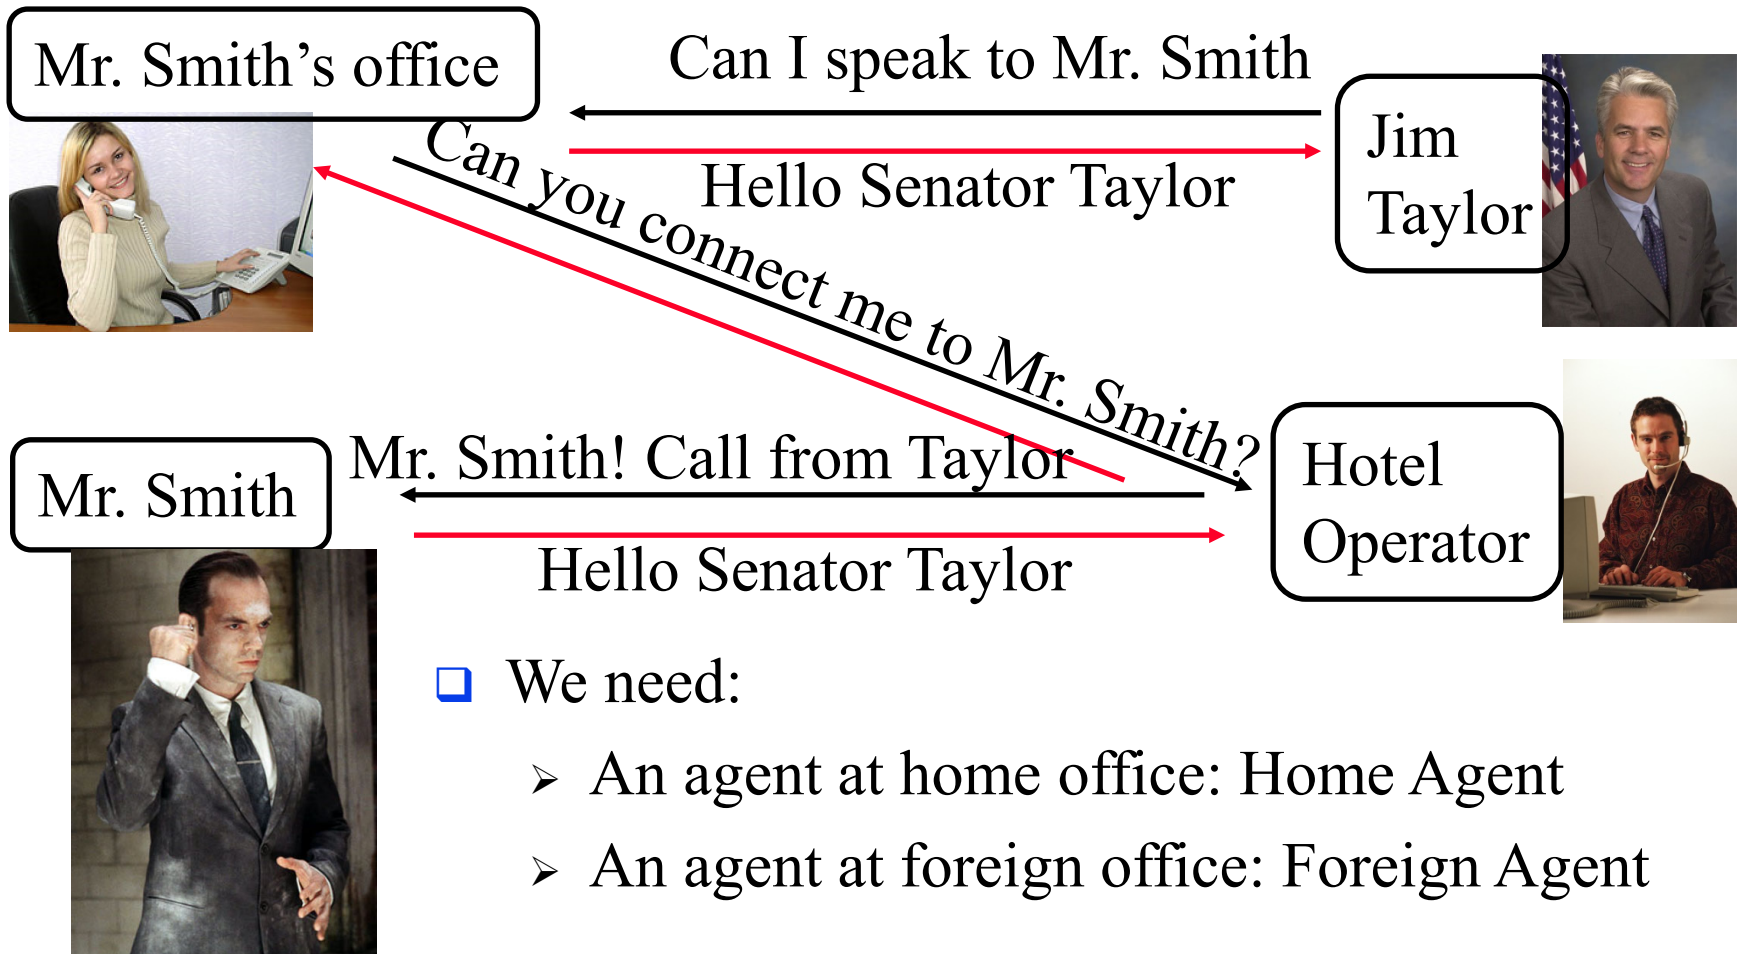 Mr. Smith’s office
Can I speak to Mr. Smith
Jim
Taylor
Hello Senator Taylor
Can you connect me to Mr. Smith?
Mr. Smith
Mr. Smith! Call from Taylor
Hotel
Operator
Hello Senator Taylor
We need:
An agent at home office: Home Agent
An agent at foreign office: Foreign Agent